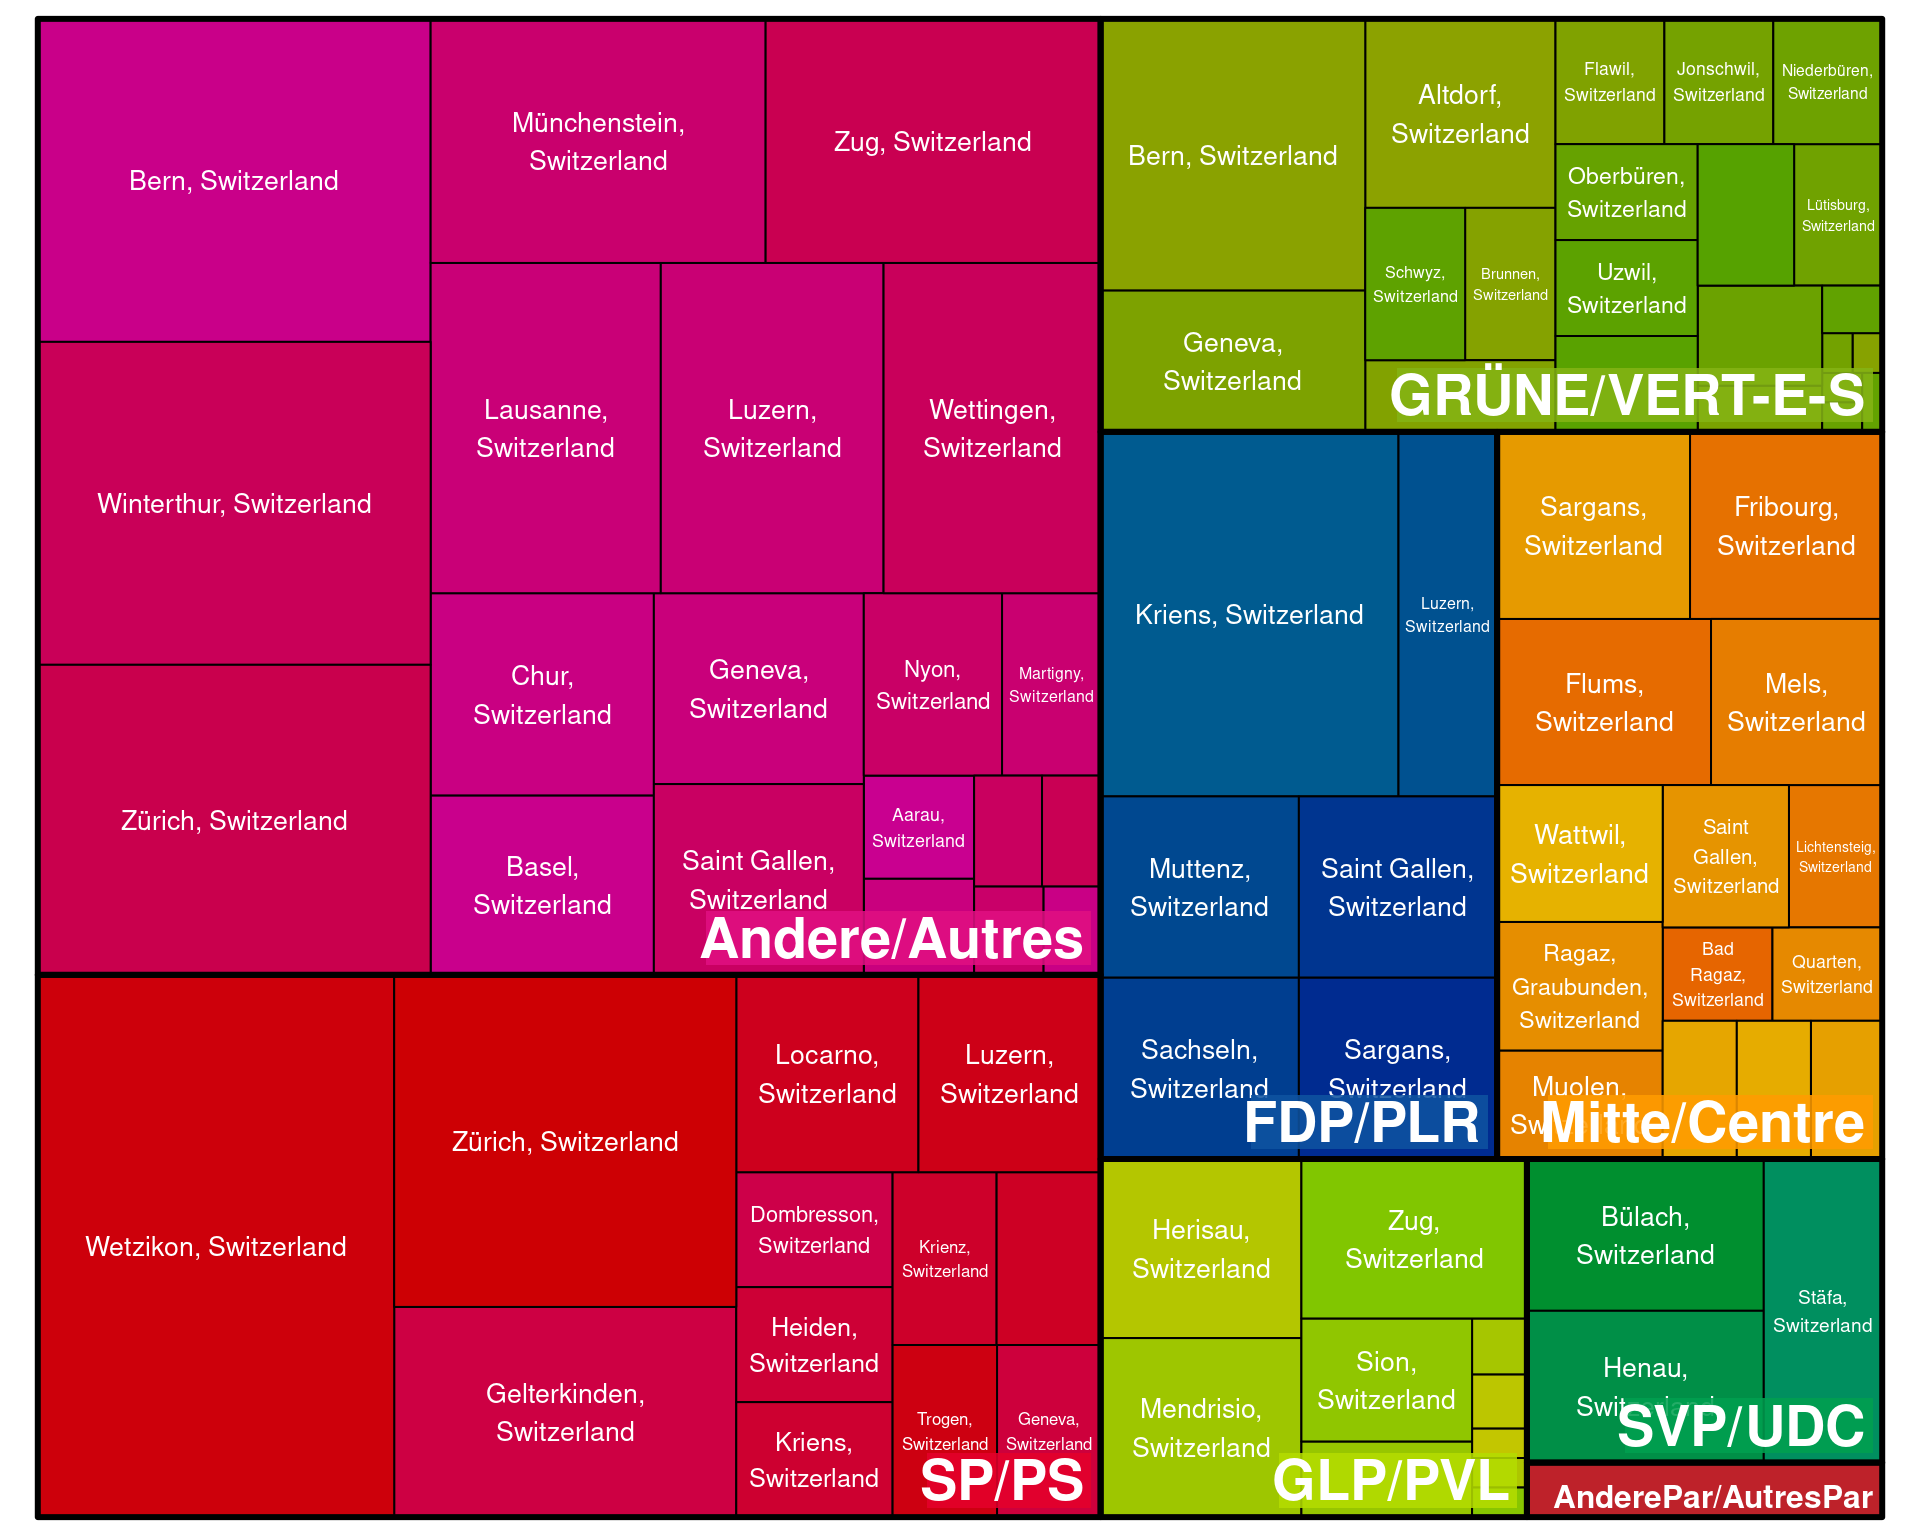 Bern, Switzerland
Winterthur, Switzerland
Zürich, Switzerland
Münchenstein,
Switzerland
Zug, Switzerland
Lausanne,
Switzerland
Luzern,
Switzerland
Wettingen,
Switzerland
Chur,
Switzerland
Basel,
Switzerland
Geneva,
Switzerland
Saint Gallen,
Switzerland
Nyon,
Switzerland
Martigny,
Switzerland
Aarau,
Switzerland
Andere/Autres
Wetzikon, Switzerland
Zürich, Switzerland
Gelterkinden,
Switzerland
Locarno,
Switzerland
Luzern,
Switzerland
Dombresson,
Switzerland
Heiden,
Switzerland
Kriens,
Switzerland
Krienz,
Switzerland
Trogen,
Switzerland
Geneva,
Switzerland
SP/PS
Bern, Switzerland
Geneva,
Switzerland
Altdorf,
Switzerland
Schwyz,
Switzerland
Brunnen,
Switzerland
Flawil,
Switzerland
Jonschwil,
Switzerland
Niederbüren,
Switzerland
Oberbüren,
Switzerland
Uzwil,
Switzerland
Lütisburg,
Switzerland
GRÜNE/VERT-E-S
Kriens, Switzerland
Luzern,
Switzerland
Muttenz,
Switzerland
Saint Gallen,
Switzerland
Sachseln,
Switzerland
Sargans,
Switzerland
FDP/PLR
Sargans,
Switzerland
Fribourg,
Switzerland
Flums,
Switzerland
Mels,
Switzerland
Wattwil,
Switzerland
Saint
Gallen,
Switzerland
Lichtensteig,
Switzerland
Ragaz,
Graubunden,
Switzerland
Bad
Ragaz,
Switzerland
Quarten,
Switzerland
Muolen,
Mitte/Centre
Herisau,
Switzerland
Mendrisio,
Switzerland
Zug,
Switzerland
Sion,
Switzerland
GLP/PVL
Bülach,
Switzerland
Henau,
Switzerland
Stäfa,
Switzerland
SVP/UDC
AnderePar/AutresPar